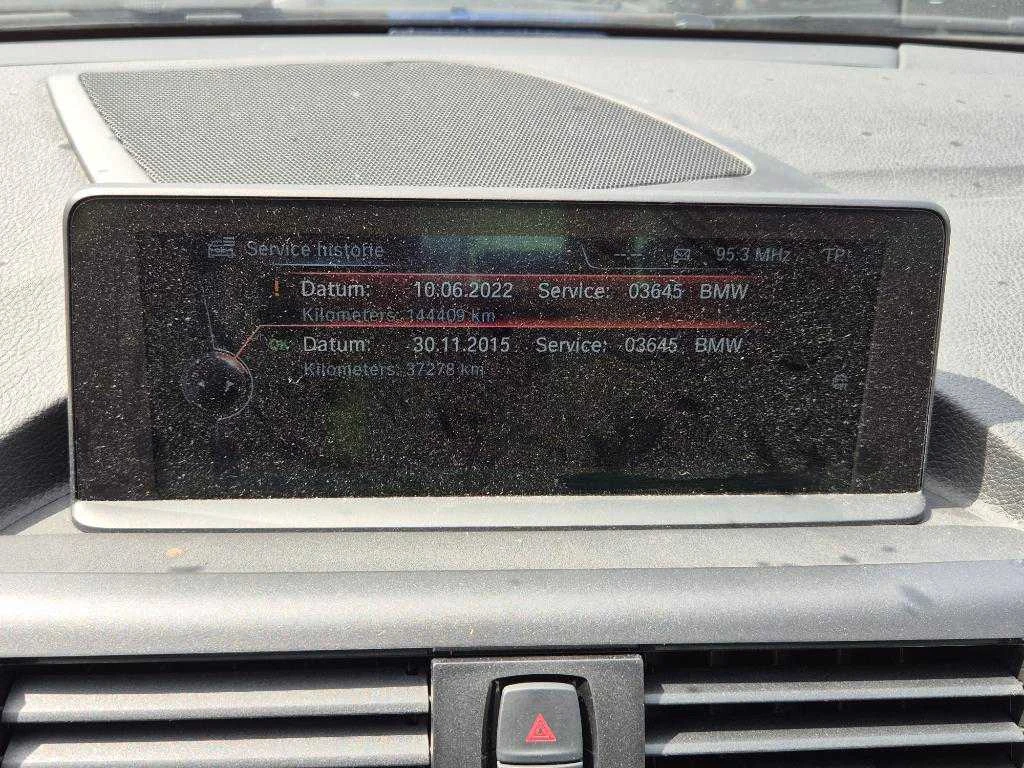 Service historie --- 95.3 MHz TP
! Datum: 10.06.2022 Service: 03645 BMW
Kilometers: 144409 km
OK Datum: 30.11.2015 Service: 03645 BMW
Kilometers: 37278 km